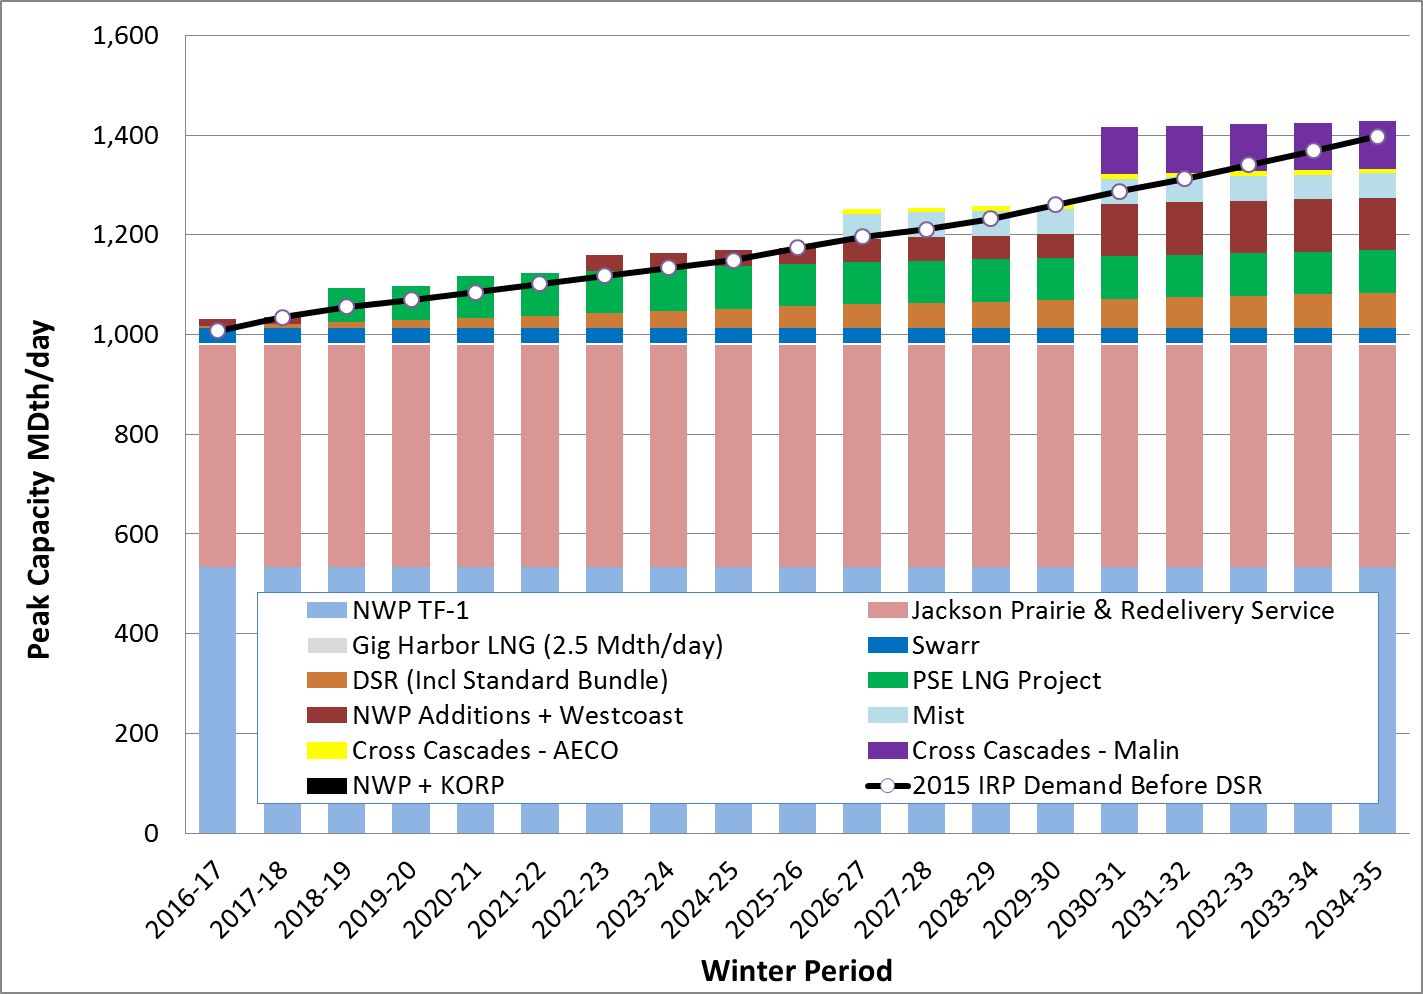 1,600
1,400
1,200
1,000
800
600
400
200
0
Peak Capacity MDth/day
NWP TF-1
Jackson Prairie & Redelivery Service
Gig Harbor LNG (2.5 Mdth/day)
Swarr
DSR (Incl Standard Bundle)
PSE LNG Project
NWP Additions + Westcoast
Mist
Cross Cascades - AECO
Cross Cascades - Malin
NWP + KORP
2015 IRP Demand Before DSR
2016-17
2017-18
2018-19
2019-20
2020-21
2021-22
2022-23
2023-24
2024-25
2025-26
2026-27
2027-28
2028-29
2029-30
2030-31
2031-32
2032-33
2033-34
2034-35
Winter Period